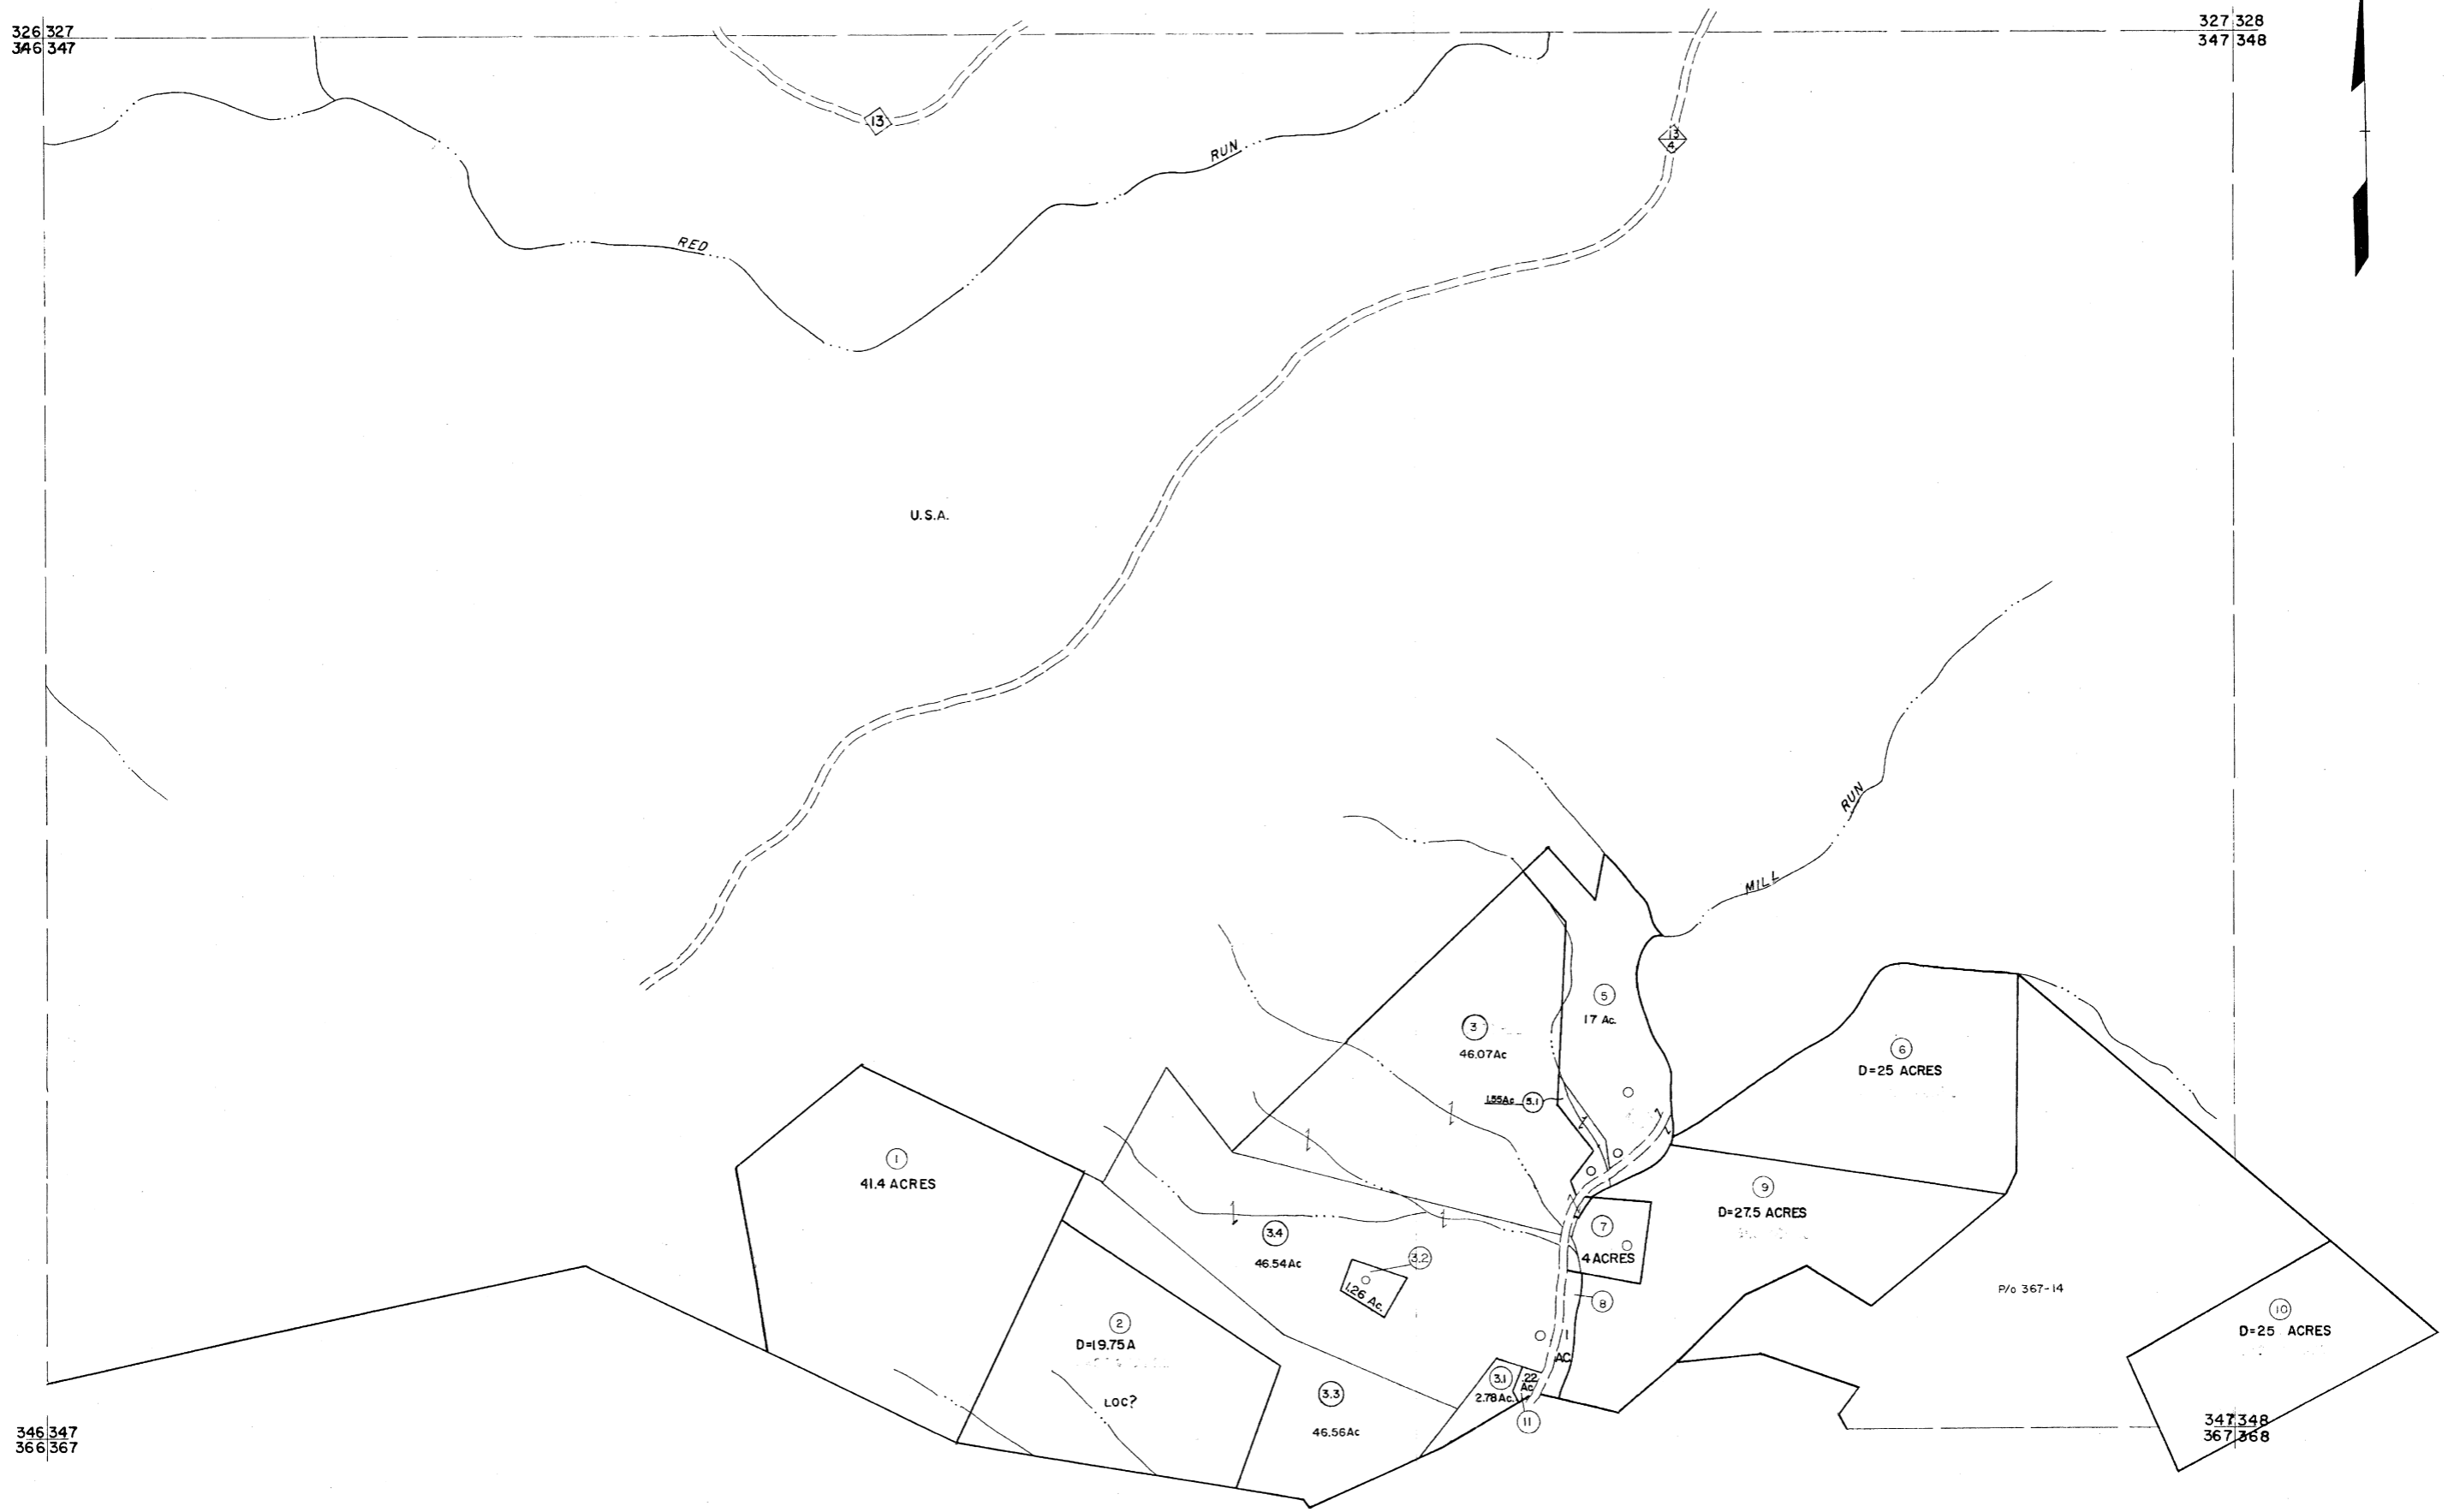 326 327
346 347
327 328
347 348
13
13
4
RUN
RED
U.S.A.
RUN
MILL
5
17 Ac.
3
46.07Ac
6
D=25 ACRES
1.55Ac. 5.1
1
41.4 ACRES
9
D=27.5 ACRES
7
4 ACRES
3.4
46.54Ac
3.2
1.26 Ac.
P/o 367-14
8
1
AC.
10
D=25 ACRES
2
D=19.75A
LOC?
3.1
2.78Ac.
.22
Ac.
3.3
46.56Ac
11
346 347
366 367
347 348
367 368